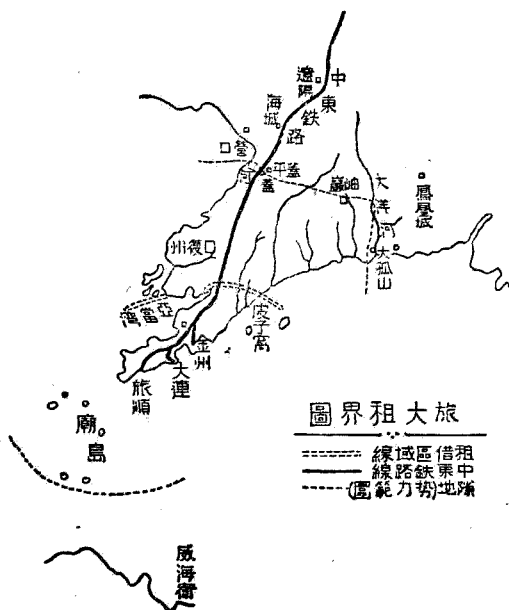 中東鉄路
遼陽
海城
營口
蓋平
蓋河
岫巖
大洋河
鳳凰城
大孤山
復州
亞當灣
皮子窩
金州
大連
旅順
廟島
威海衛
旅大租界圖
租借區域線
中東鉄路線
隙地(勢力範圍)